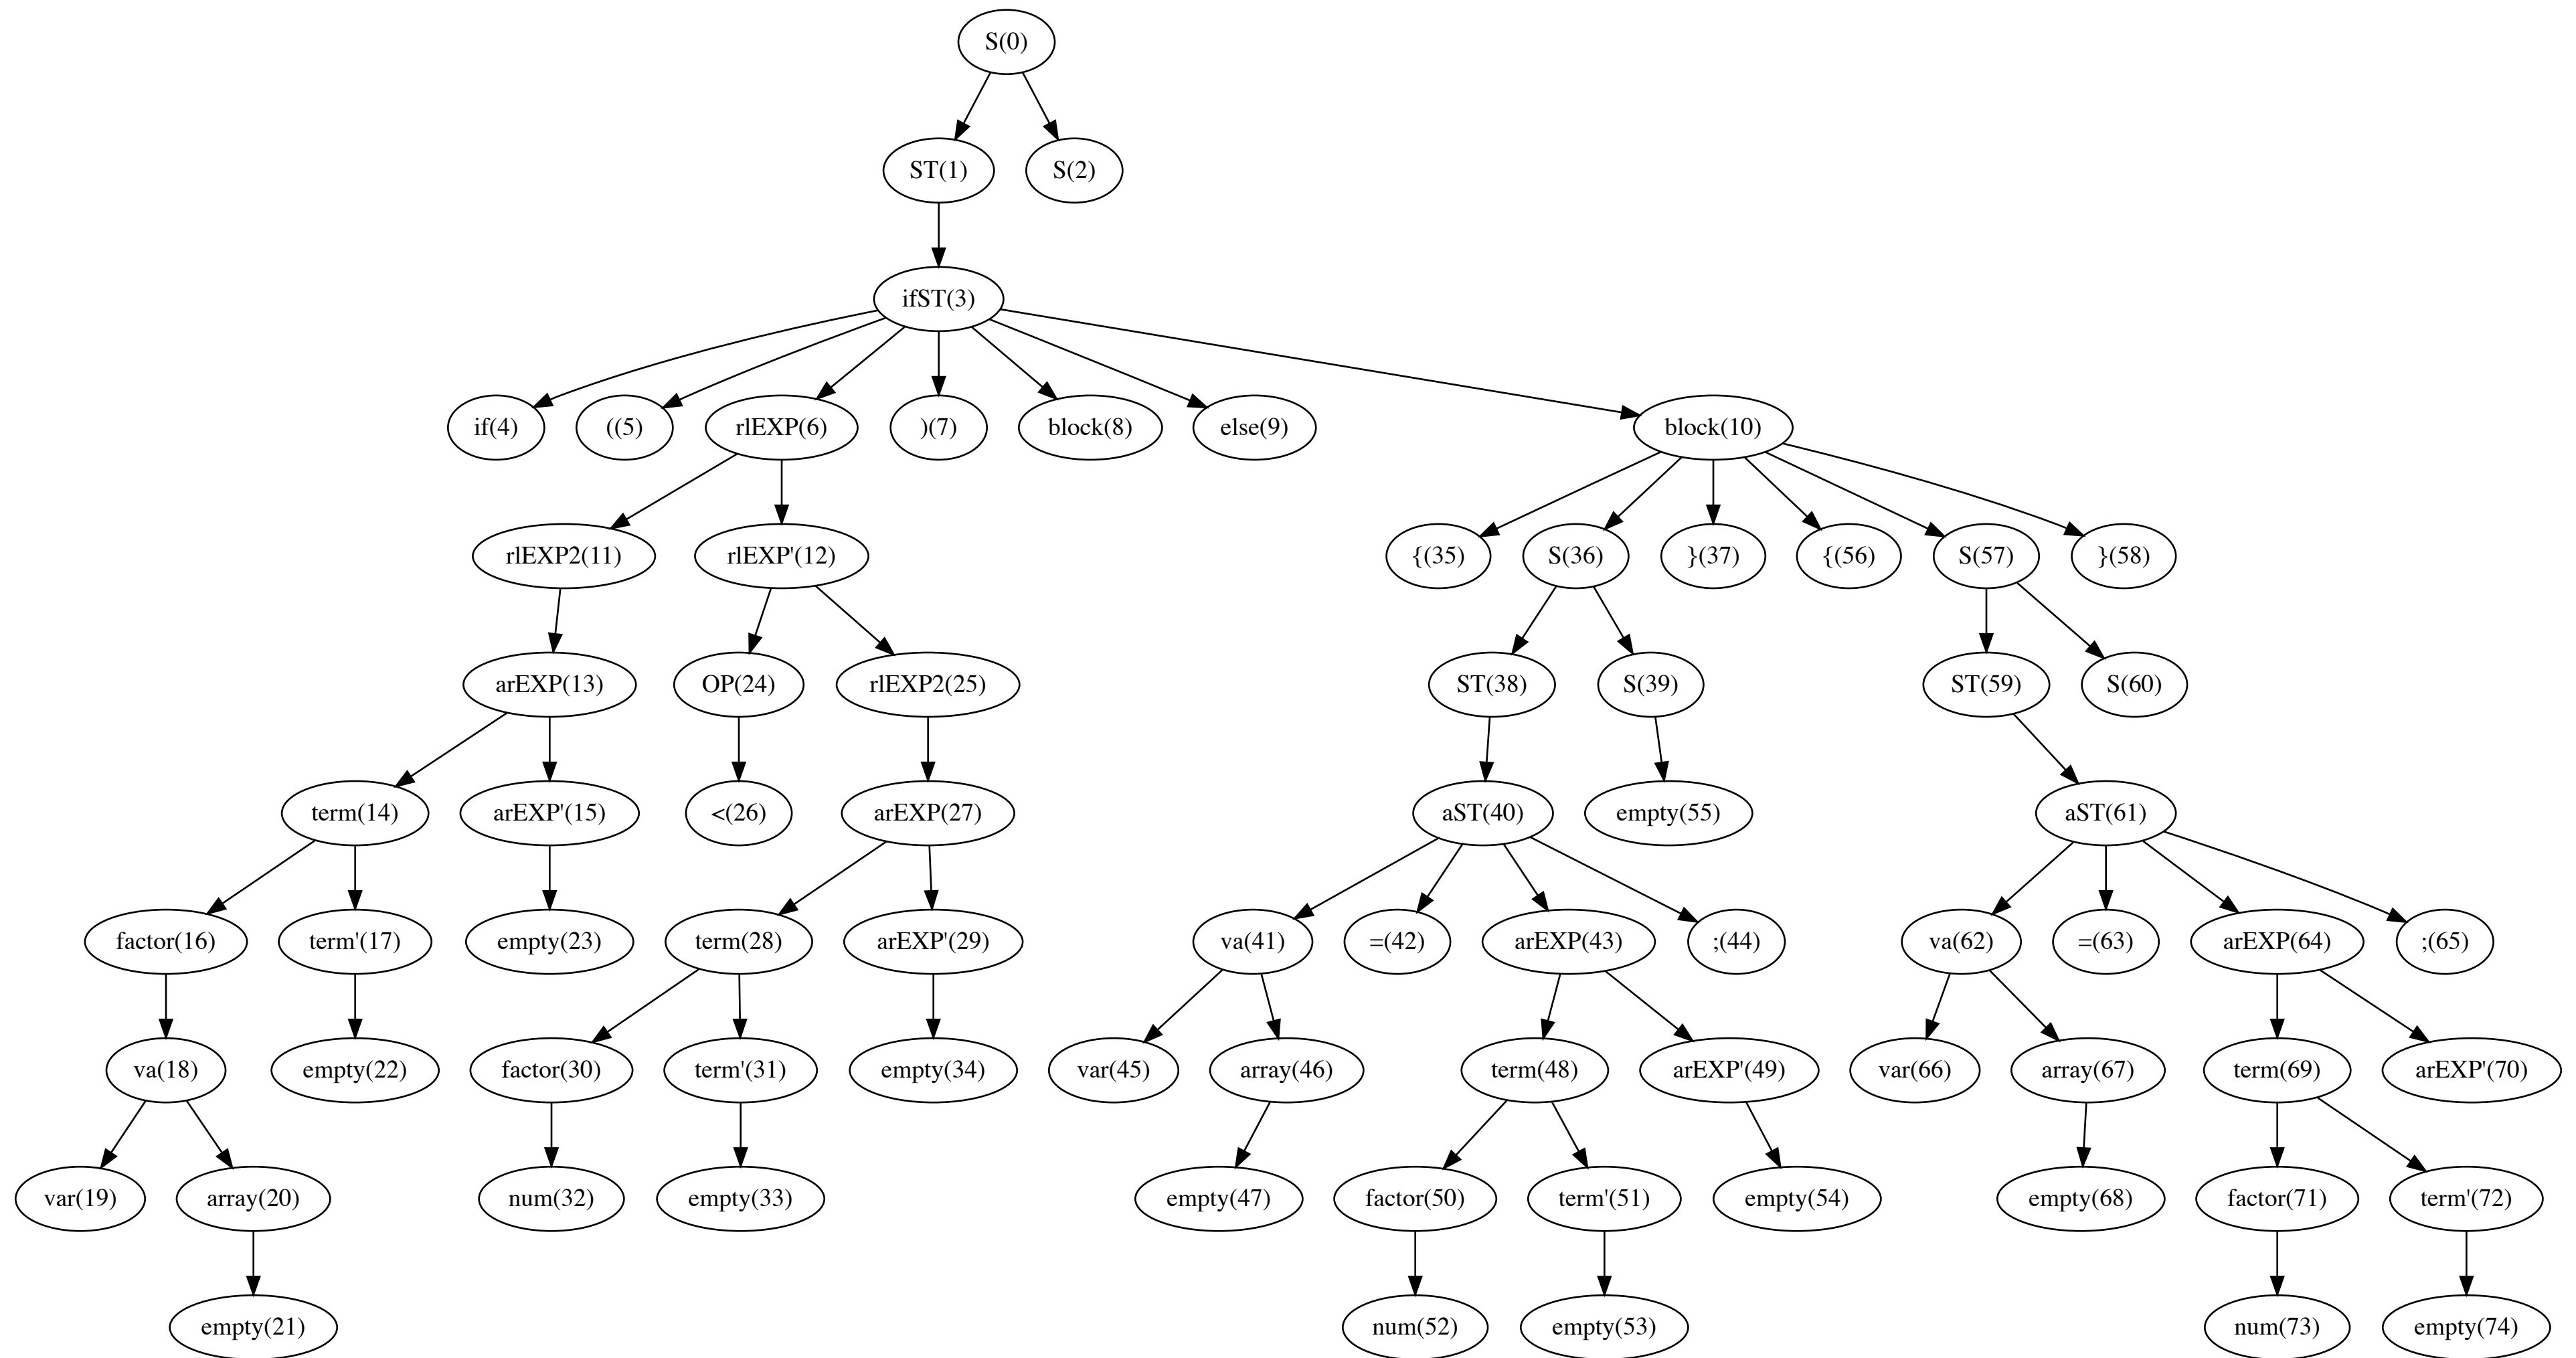 S(0)
ST(1) S(2)
ifST(3)
if(4) ((5) rlEXP(6) )(7) block(8) else(9) block(10)
rlEXP2(11) rlEXP'(12) {(35) S(36) }(37) {(56) S(57) }(58)
arEXP(13) OP(24) rlEXP2(25) ST(38) S(39) ST(59) S(60)
term(14) arEXP'(15) <(26) arEXP(27) aST(40) empty(55) aST(61)
factor(16) term'(17) empty(23) term(28) arEXP'(29) va(41) =(42) arEXP(43) ;(44) va(62) =(63) arEXP(64) ;(65)
va(18) empty(22) factor(30) term'(31) empty(34) var(45) array(46) term(48) arEXP'(49) var(66) array(67) term(69) arEXP'(70)
var(19) array(20) num(32) empty(33) empty(47) factor(50) term'(51) empty(54) empty(68) factor(71) term'(72)
empty(21) num(52) empty(53) num(73) empty(74)